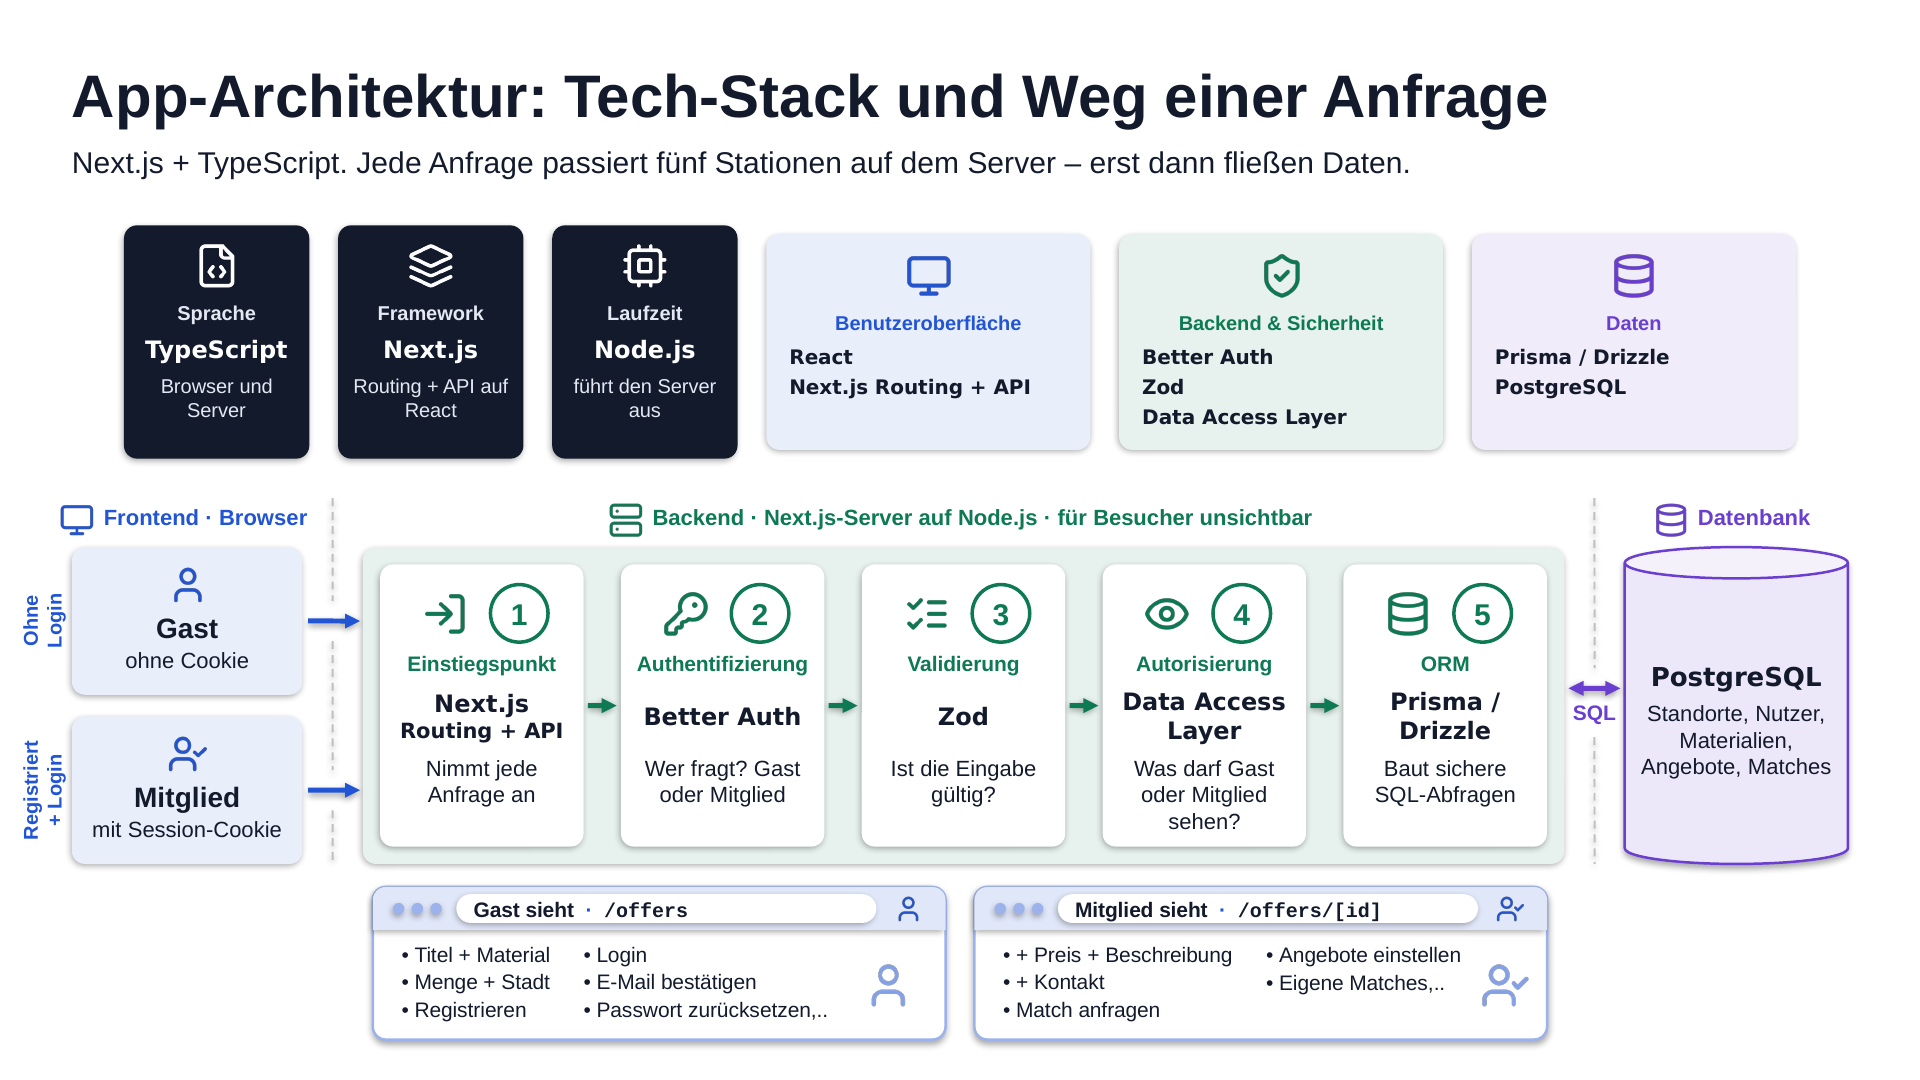 App-Architektur: Tech-Stack und Weg einer Anfrage
Next.js + TypeScript. Jede Anfrage passiert fünf Stationen auf dem Server – erst dann fließen Daten.
Sprache
TypeScript
Browser und
Server
Framework
Next.js
Routing + API auf
React
Laufzeit
Node.js
führt den Server
aus
Benutzeroberfläche
React
Next.js Routing + API
Backend & Sicherheit
Better Auth
Zod
Data Access Layer
Daten
Prisma / Drizzle
PostgreSQL
Frontend · Browser
Backend · Next.js-Server auf Node.js · für Besucher unsichtbar
Datenbank
Ohne
Login
Gast
ohne Cookie
Registriert
+ Login
Mitglied
mit Session-Cookie
1
Einstiegspunkt
Next.js
Routing + API
Nimmt jede
Anfrage an
2
Authentifizierung
Better Auth
Wer fragt? Gast
oder Mitglied
3
Validierung
Zod
Ist die Eingabe
gültig?
4
Autorisierung
Data Access
Layer
Was darf Gast
oder Mitglied
sehen?
5
ORM
Prisma /
Drizzle
Baut sichere
SQL-Abfragen
SQL
PostgreSQL
Standorte, Nutzer,
Materialien,
Angebote, Matches
Gast sieht · /offers
• Titel + Material
• Menge + Stadt
• Registrieren
• Login
• E-Mail bestätigen
• Passwort zurücksetzen,..
Mitglied sieht · /offers/[id]
• + Preis + Beschreibung
• + Kontakt
• Match anfragen
• Angebote einstellen
• Eigene Matches,..